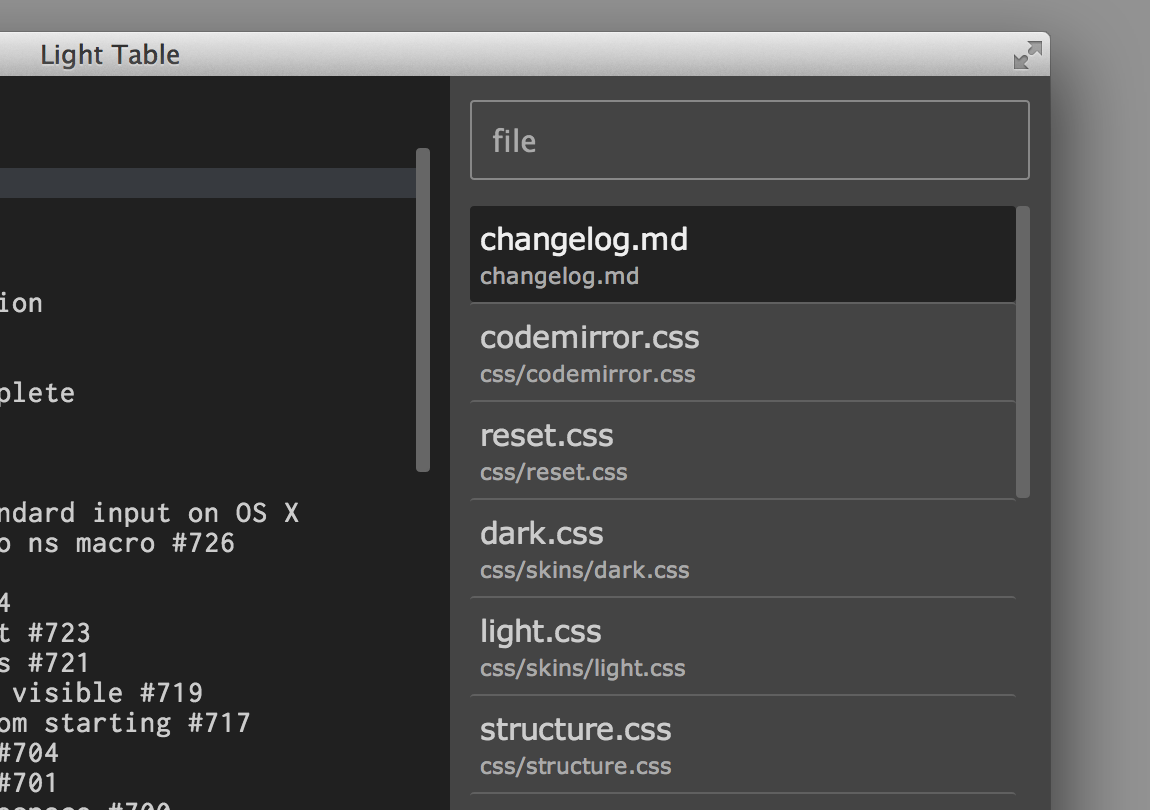 Light Table
ion
plete
ndard input on OS X
o ns macro #726
4
t #723
s #721
visible #719
om starting #717
#704
#701
file
changelog.md
changelog.md
codemirror.css
css/codemirror.css
reset.css
css/reset.css
dark.css
css/skins/dark.css
light.css
css/skins/light.css
structure.css
css/structure.css